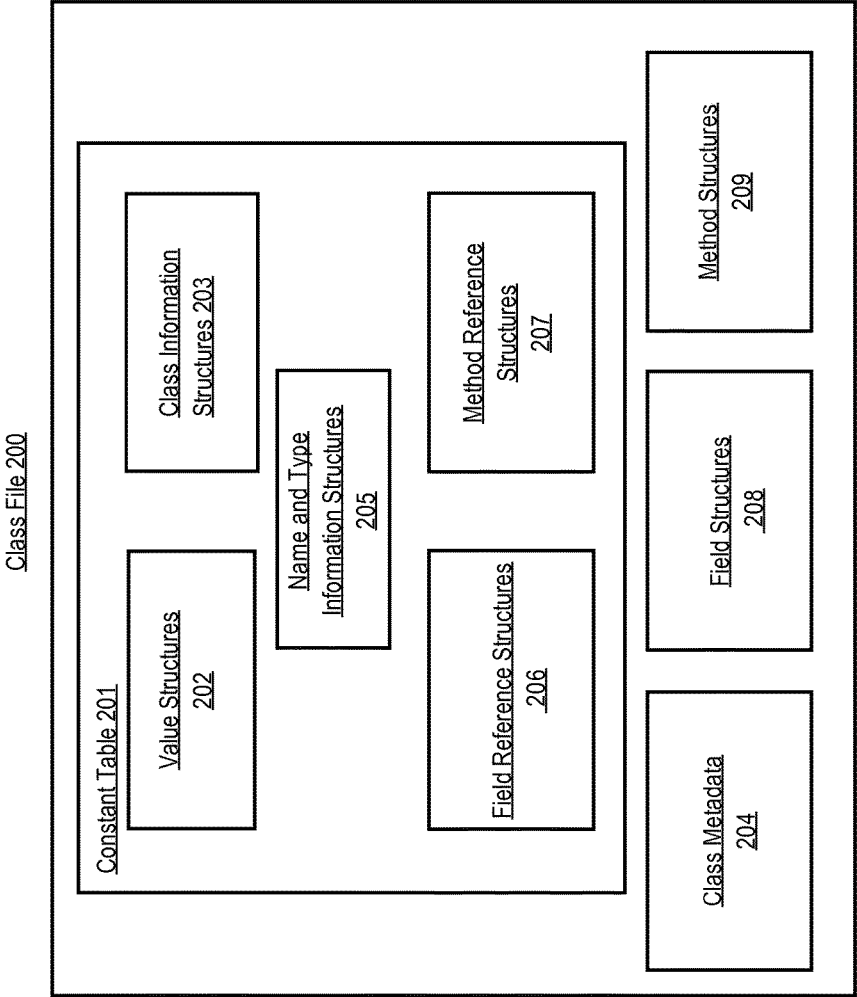 Class File 200
Constant Table 201
Value Structures
202
Class Information
Structures 203
Name and Type
Information Structures
205
Field Reference Structures
206
Method Reference
Structures
207
Class Metadata
204
Field Structures
208
Method Structures
209